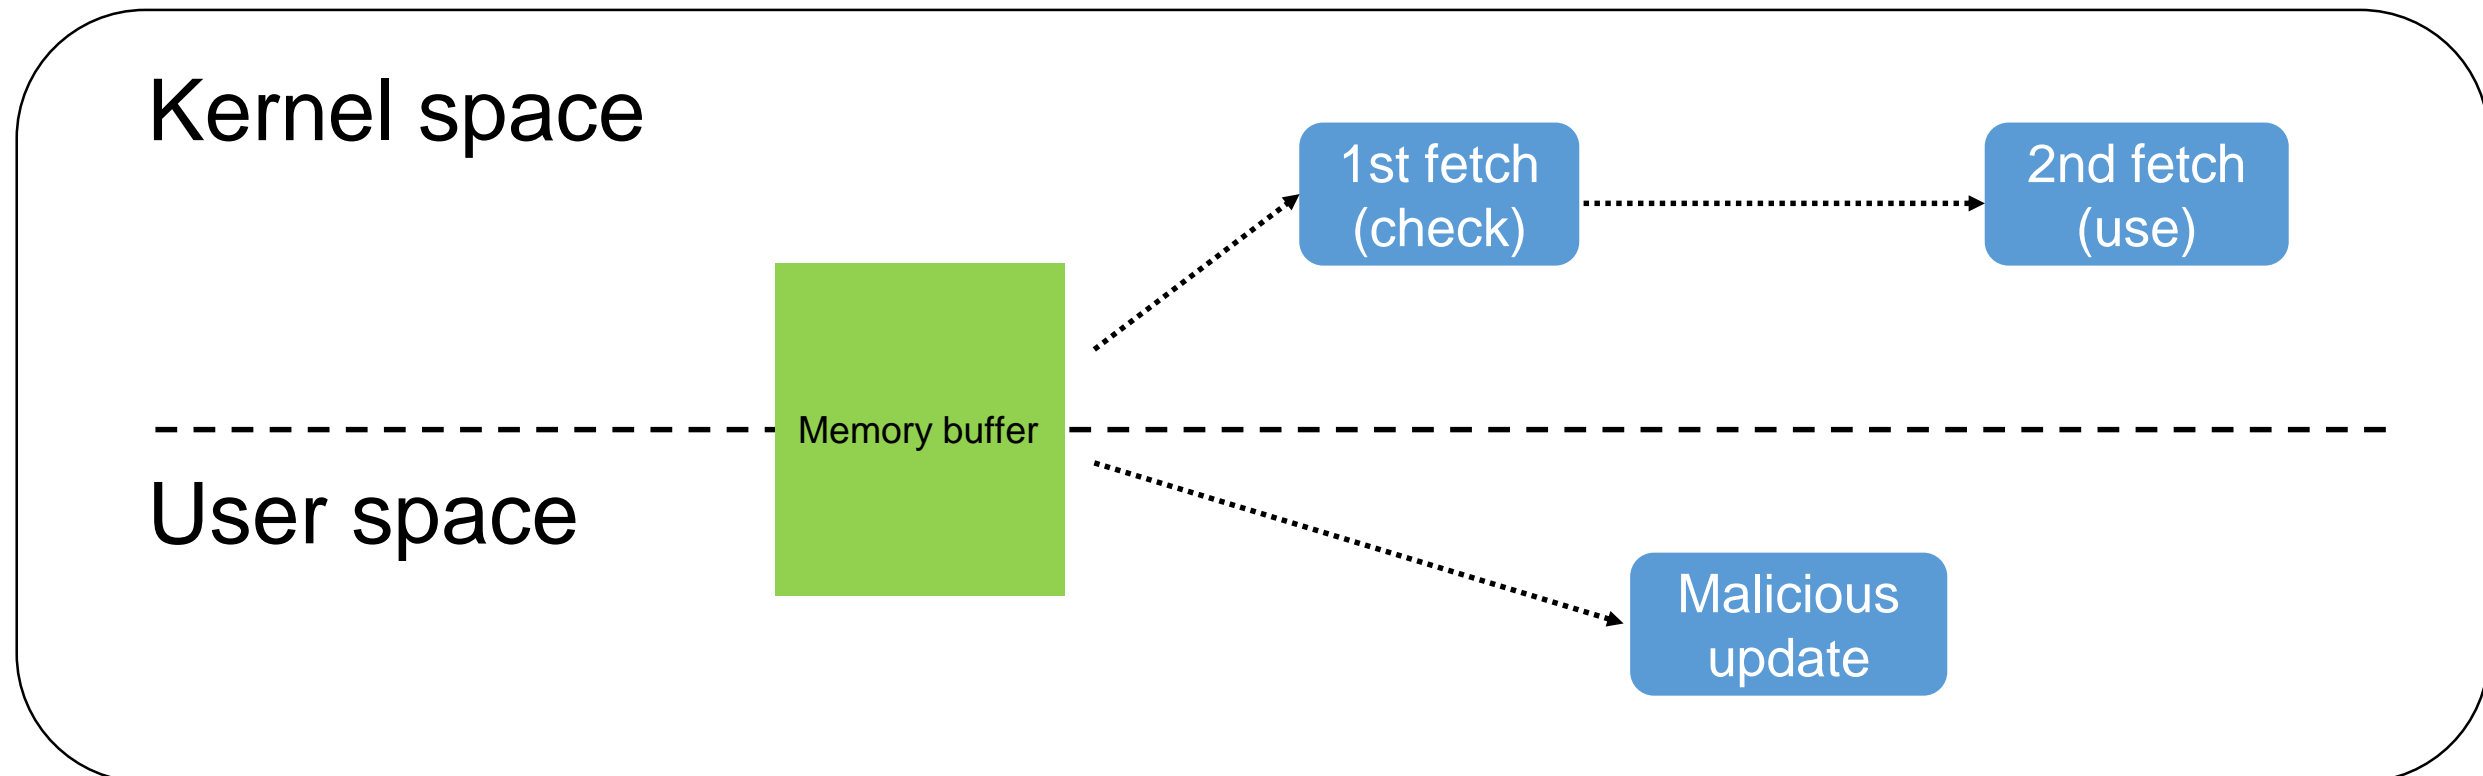 Kernel space
1st fetch
(check)
2nd fetch
(use)
Memory buffer
User space
Malicious
update